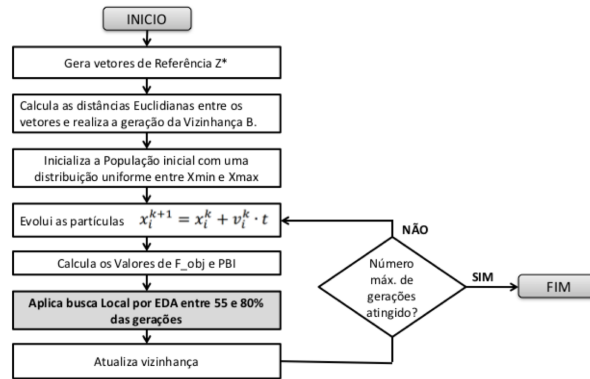 INICIO
Gera vetores de Referência Z*
Calcula as distâncias Euclidianas entre os
vetores e realiza a geração da Vizinhança B.
Inicializa a População inicial com uma
distribuição uniforme entre Xmin e Xmax
Evolui as partículas x_i^{k+1} = x_i^k + v_i^k · t
Calcula os Valores de F_obj e PBI
Aplica busca Local por EDA entre 55 e 80%
das gerações
Atualiza vizinhança
NÃO
Número
máx. de
gerações
atingido?
SIM
FIM